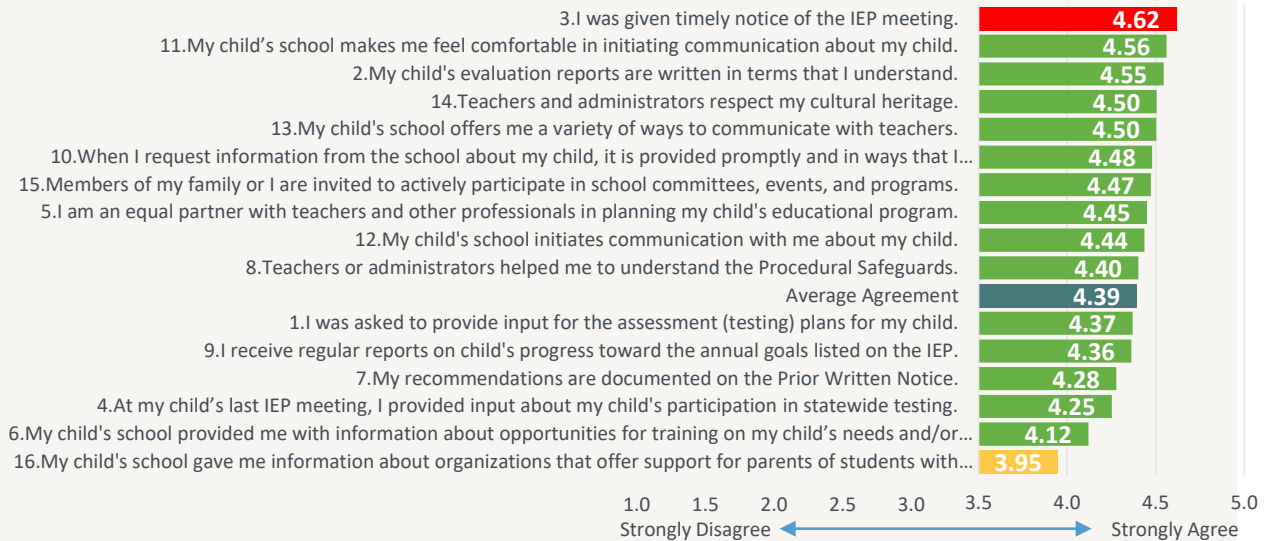 3.I was given timely notice of the IEP meeting. 4.62
11.My child’s school makes me feel comfortable in initiating communication about my child. 4.56
2.My child's evaluation reports are written in terms that I understand. 4.55
14.Teachers and administrators respect my cultural heritage. 4.50
13.My child's school offers me a variety of ways to communicate with teachers. 4.50
10.When I request information from the school about my child, it is provided promptly and in ways that I… 4.48
15.Members of my family or I are invited to actively participate in school committees, events, and programs. 4.47
5.I am an equal partner with teachers and other professionals in planning my child's educational program. 4.45
12.My child's school initiates communication with me about my child. 4.44
8.Teachers or administrators helped me to understand the Procedural Safeguards. 4.40
Average Agreement 4.39
1.I was asked to provide input for the assessment (testing) plans for my child. 4.37
9.I receive regular reports on child's progress toward the annual goals listed on the IEP. 4.36
7.My recommendations are documented on the Prior Written Notice. 4.28
4.At my child’s last IEP meeting, I provided input about my child's participation in statewide testing. 4.25
6.My child's school provided me with information about opportunities for training on my child’s needs and/or… 4.12
16.My child's school gave me information about organizations that offer support for parents of students with… 3.95
1.0 1.5 2.0 2.5 3.0 3.5 4.0 4.5 5.0
Strongly Disagree Strongly Agree